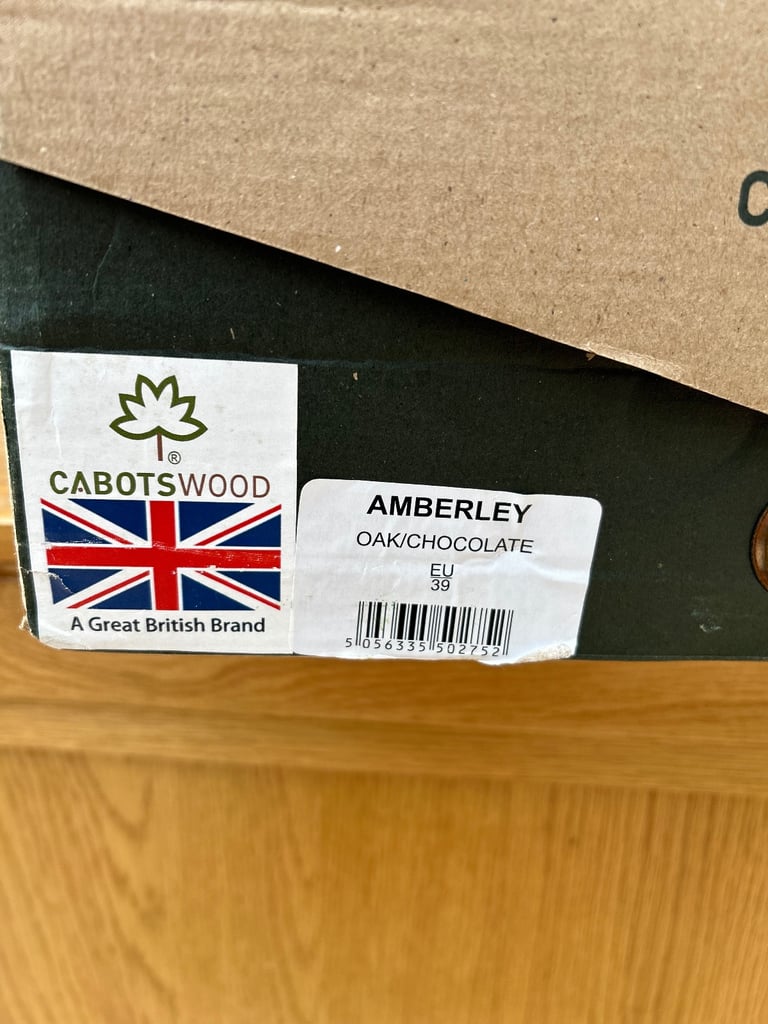 C
®
CABOTSWOOD
A Great British Brand
AMBERLEY
OAK/CHOCOLATE
EU
39
5 056335 502752